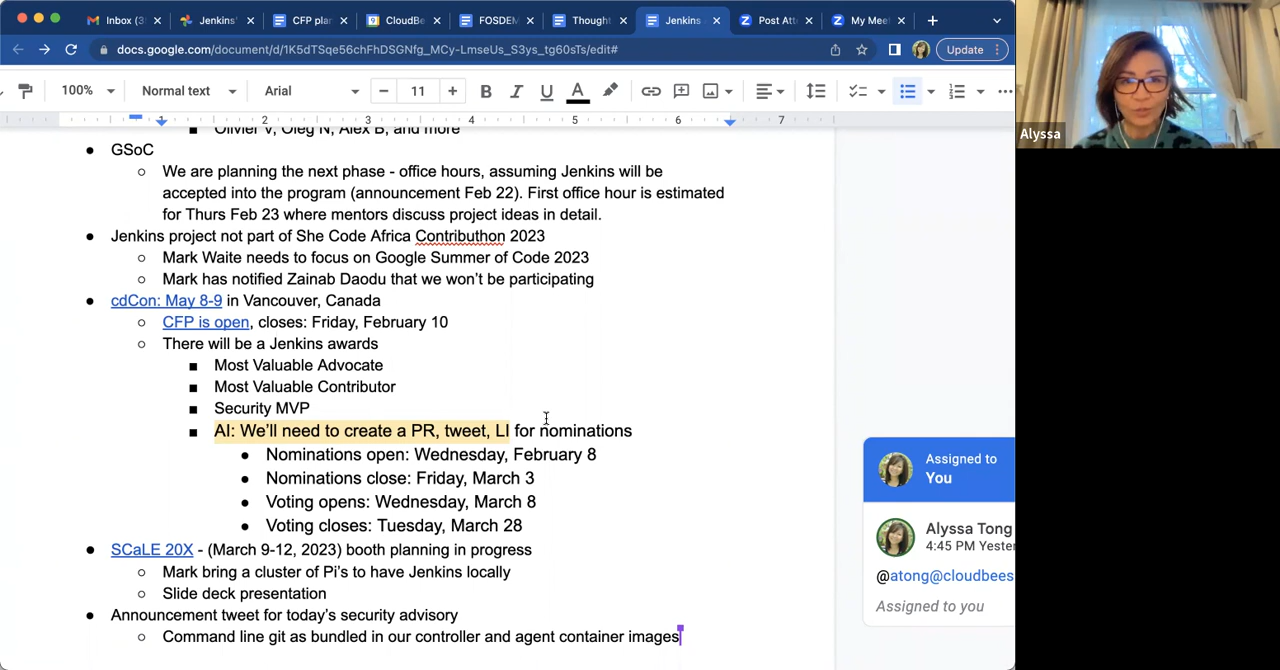 Inbox (3
Jenkins'
CFP plan
CloudBe
FOSDEM
Thought
Jenkins
Post Att
My Mee
docs.google.com/document/d/1K5dTSqe56chFhDSGNfg_MCy-LmseUs_S3ys_tg60sTs/edit#
Update
100%
Normal text
Arial
11
B I U A
1 2 3 4 5 6 7
Olivier V, Oleg N, Alex B, and more
GSoC
We are planning the next phase - office hours, assuming Jenkins will be
accepted into the program (announcement Feb 22). First office hour is estimated
for Thurs Feb 23 where mentors discuss project ideas in detail.
Jenkins project not part of She Code Africa Contributhon 2023
Mark Waite needs to focus on Google Summer of Code 2023
Mark has notified Zainab Daodu that we won't be participating
cdCon: May 8-9 in Vancouver, Canada
CFP is open, closes: Friday, February 10
There will be a Jenkins awards
Most Valuable Advocate
Most Valuable Contributor
Security MVP
AI: We'll need to create a PR, tweet, LI for nominations
Nominations open: Wednesday, February 8
Nominations close: Friday, March 3
Voting opens: Wednesday, March 8
Voting closes: Tuesday, March 28
SCaLE 20X - (March 9-12, 2023) booth planning in progress
Mark bring a cluster of Pi's to have Jenkins locally
Slide deck presentation
Announcement tweet for today's security advisory
Command line git as bundled in our controller and agent container images
Assigned to
You
Alyssa Tong
4:45 PM Yester
@atong@cloudbees
Assigned to you
Alyssa